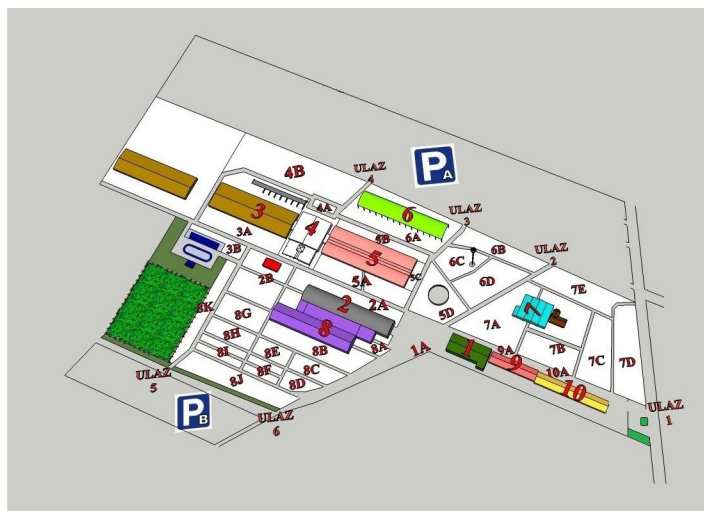 P A
ULAZ
4
4B
4A
3
4
6
ULAZ
3
3A
5B
6A
6B
ULAZ
2
3B
5
6C
2B
5A
5C
6D
7E
2
2A
5D
7
8K
8G
8
7A
8H
8B
8A
1A
1
9A
7B
7C
7D
8I
8E
9
8F
8C
10A
10
8J
8D
ULAZ
5
P B
ULAZ
6
ULAZ
1